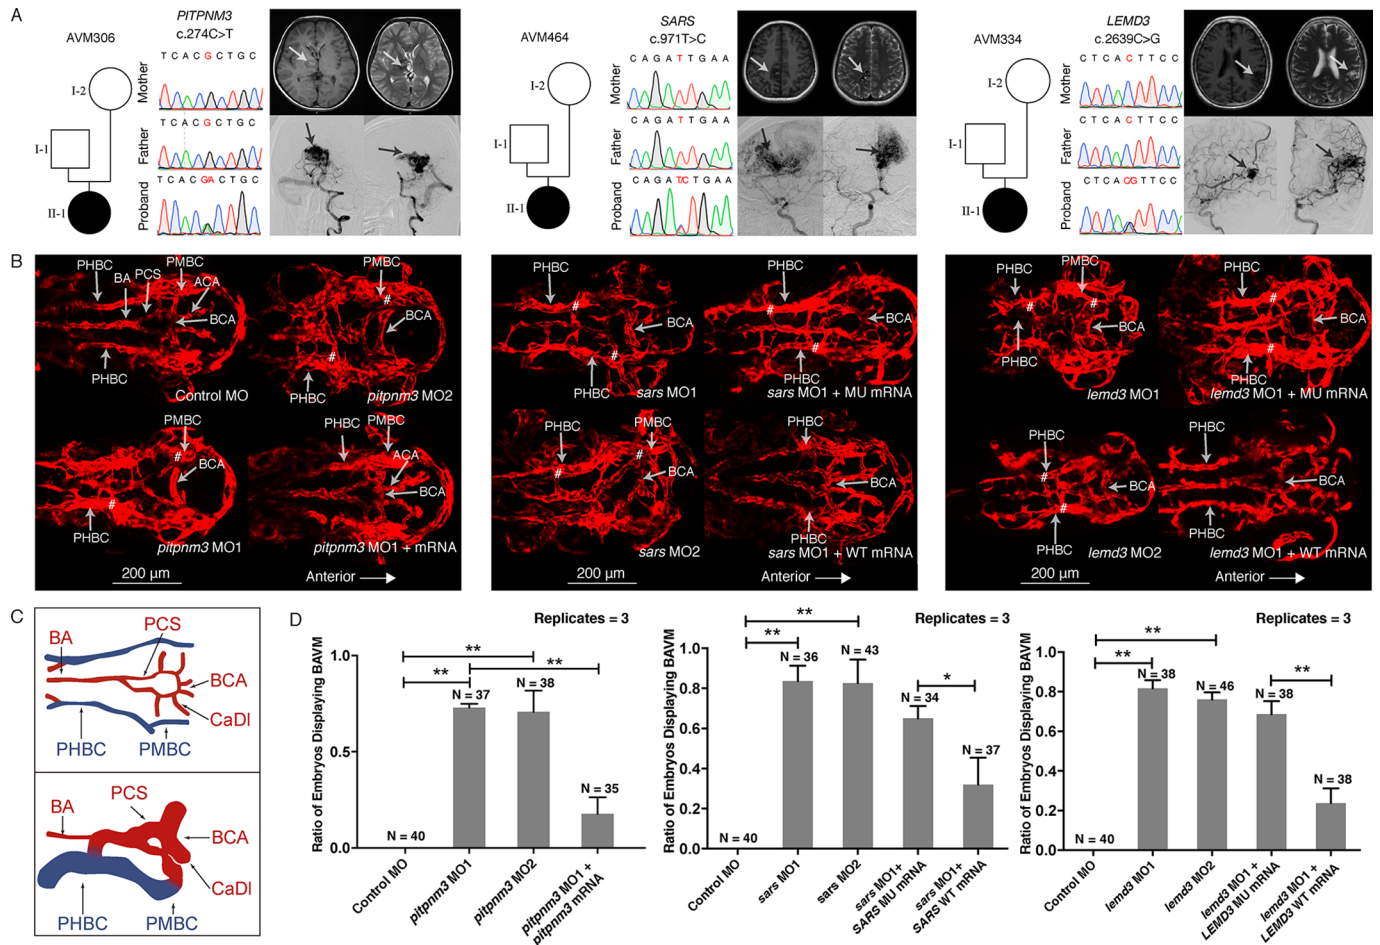 A
AVM306
PITPNM3
c.274C>T
T C A C G C T G C
Mother
T C A C G C T G C
Father
T C A C G/A C T G C
Proband
I-2
I-1
II-1
AVM464
SARS
c.971T>C
C A G A T T G A A
Mother
C A G A T T G A A
Father
C A G A T/C T G A A
Proband
I-2
I-1
II-1
AVM334
LEMD3
c.2639C>G
C T C A C T T C C
Mother
C T C A C T T C C
Father
C T C A C/G T T C C
Proband
I-2
I-1
II-1
B
PHBC
BA
PCS
PMBC
ACA
BCA
PHBC
Control MO
PMBC
#
BCA
#
PHBC
pitpnm3 MO2
PMBC
#
BCA
#
PHBC
pitpnm3 MO1
PHBC
PMBC
ACA
BCA
pitpnm3 MO1 + mRNA
200 µm
Anterior
PHBC
#
BCA
#
PHBC
sars MO1
PHBC
#
BCA
#
PHBC
sars MO1 + MU mRNA
PHBC
PMBC
#
#
BCA
sars MO2
PHBC
BCA
PHBC
sars MO1 + WT mRNA
200 µm
Anterior
PHBC
PMBC
#
#
BCA
PHBC
lemd3 MO1
PHBC
#
BCA
#
PHBC
lemd3 MO1 + MU mRNA
PHBC
#
BCA
#
PHBC
lemd3 MO2
PHBC
BCA
PHBC
lemd3 MO1 + WT mRNA
200 µm
Anterior
C
BA
PCS
BCA
CaDI
PHBC
PMBC
PCS
BA
BCA
CaDI
PHBC
PMBC
D
Replicates = 3
Ratio of Embryos Displaying BAVM
1.0
0.5
0.0
**
**
**
N = 40
N = 37
N = 38
N = 35
Control MO
pitpnm3 MO1
pitpnm3 MO2
pitpnm3 MO1 +
pitpnm3 mRNA
Replicates = 3
Ratio of Embryos Displaying BAVM
1.0
0.8
0.6
0.4
0.2
0.0
**
**
*
N = 40
N = 36
N = 43
N = 34
N = 37
Control MO
sars MO1
sars MO2
sars MO1+
SARS MU mRNA
sars MO1+
SARS WT mRNA
Replicates = 3
Ratio of Embryos Displaying BAVM
1.0
0.8
0.6
0.4
0.2
0.0
**
**
**
N = 40
N = 38
N = 46
N = 38
N = 38
Control MO
lemd3 MO1
lemd3 MO2
lemd3 MO1 +
LEMD3 MU mRNA
lemd3 MO1 +
LEMD3 WT mRNA